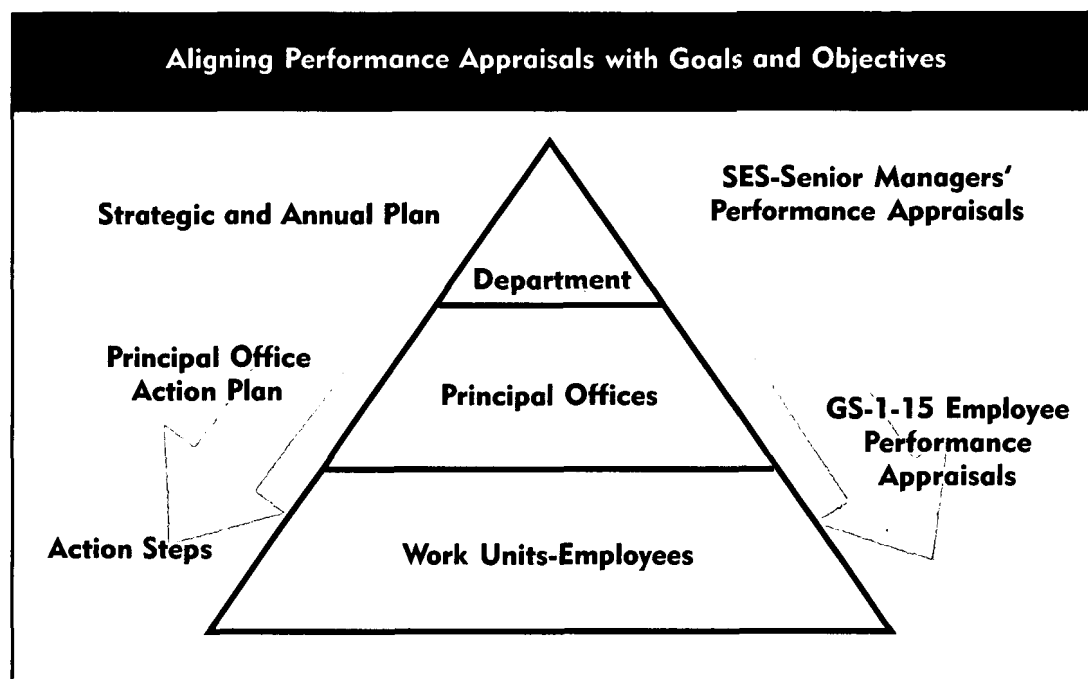 Aligning Performance Appraisals with Goals and Objectives
Strategic and Annual Plan
SES-Senior Managers'
Performance Appraisals
Department
Principal Office
Action Plan
Principal Offices
GS-1-15 Employee
Performance
Appraisals
Action Steps
Work Units-Employees